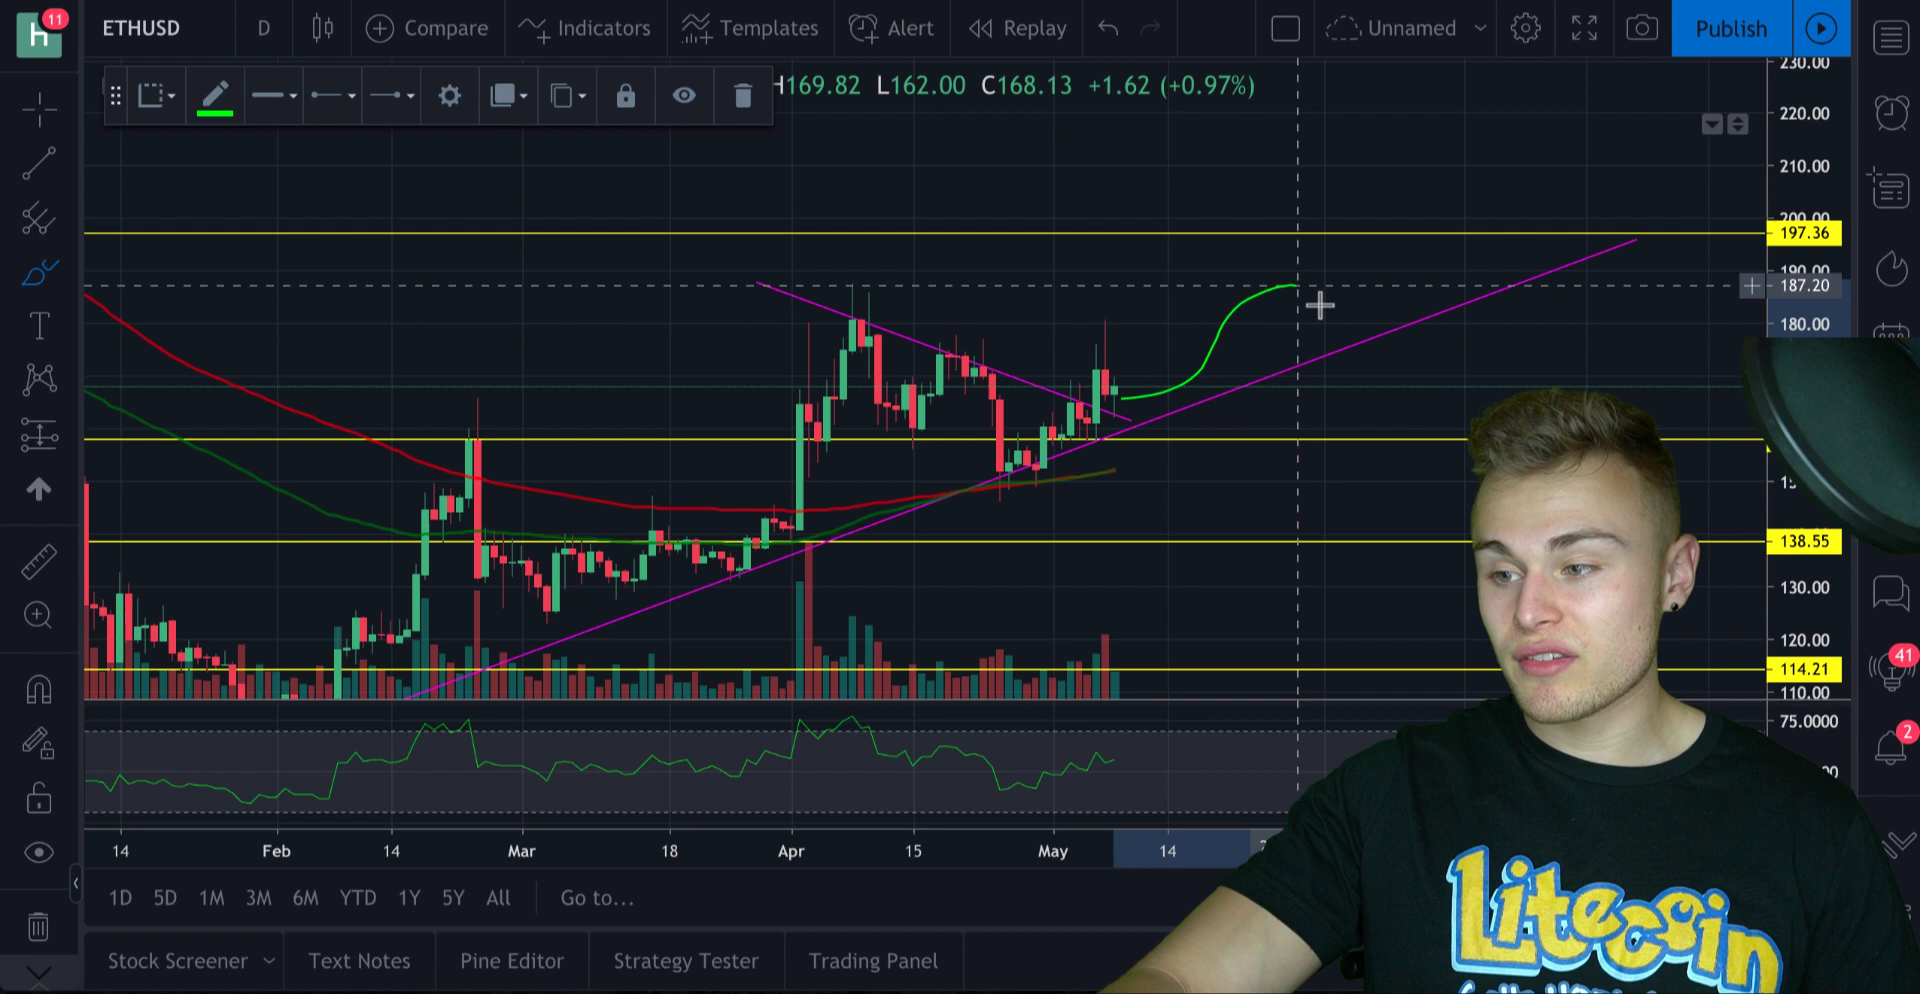 h
11
ETHUSD
D
Compare
Indicators
Templates
Alert
Replay
Unnamed
Publish
H169.82 L162.00 C168.13 +1.62 (+0.97%)
230.00
220.00
210.00
200.00
197.36
190.00
187.20
180.00
138.55
130.00
120.00
114.21
110.00
75.0000
41
2
14
Feb
14
Mar
18
Apr
15
May
14
1D 5D 1M 3M 6M YTD 1Y 5Y All
Go to...
Stock Screener
Text Notes
Pine Editor
Strategy Tester
Trading Panel
Litecoin